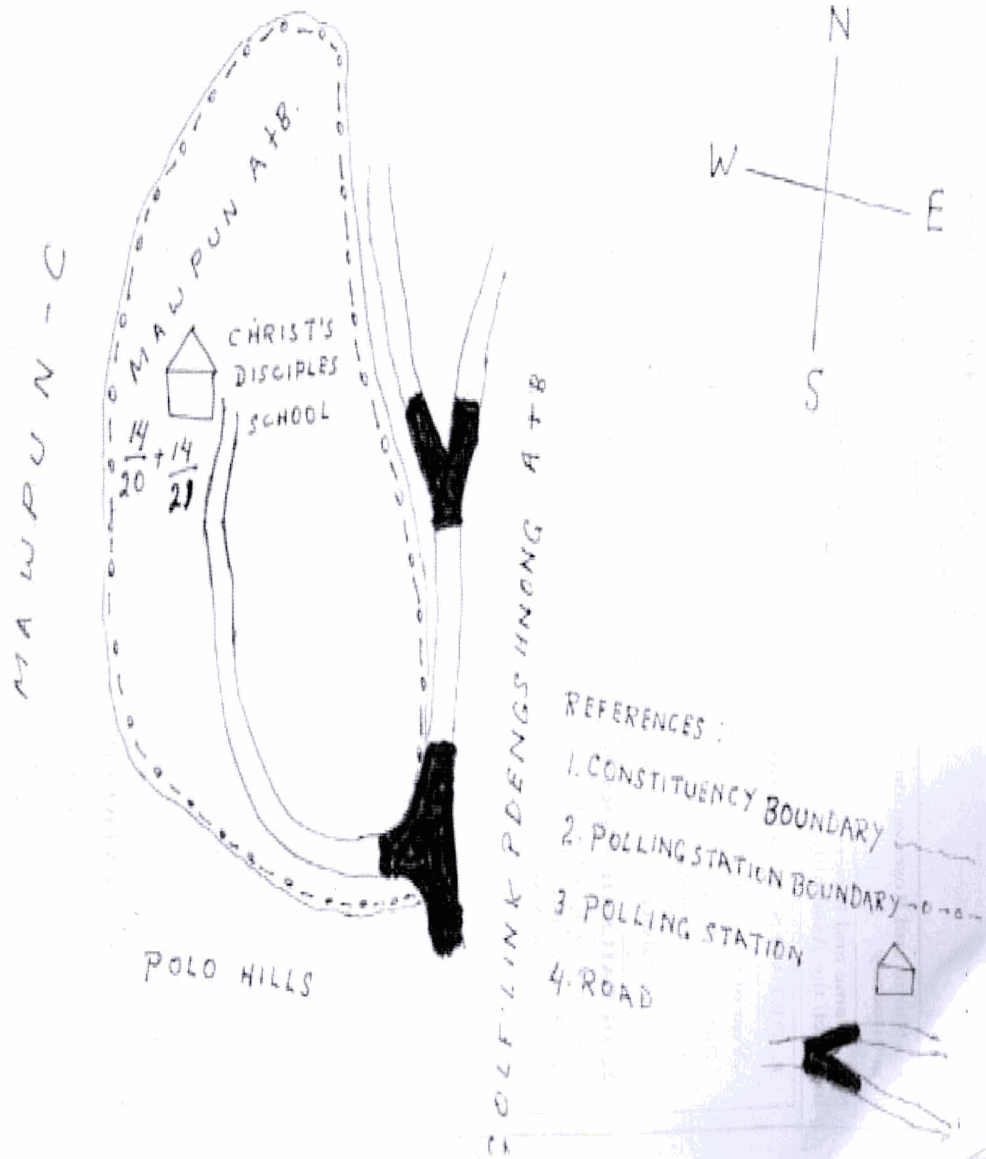 N
W
E
S
MAWPUN A+B.
MAWPUN-C
CHRIST'S
DISCIPLES
SCHOOL
14/20 + 14/21
GOLF-LINK PDENGSHNONG A+B
POLO HILLS
REFERENCES :
1. CONSTITUENCY BOUNDARY
2. POLLING STATION BOUNDARY
3. POLLING STATION
4. ROAD